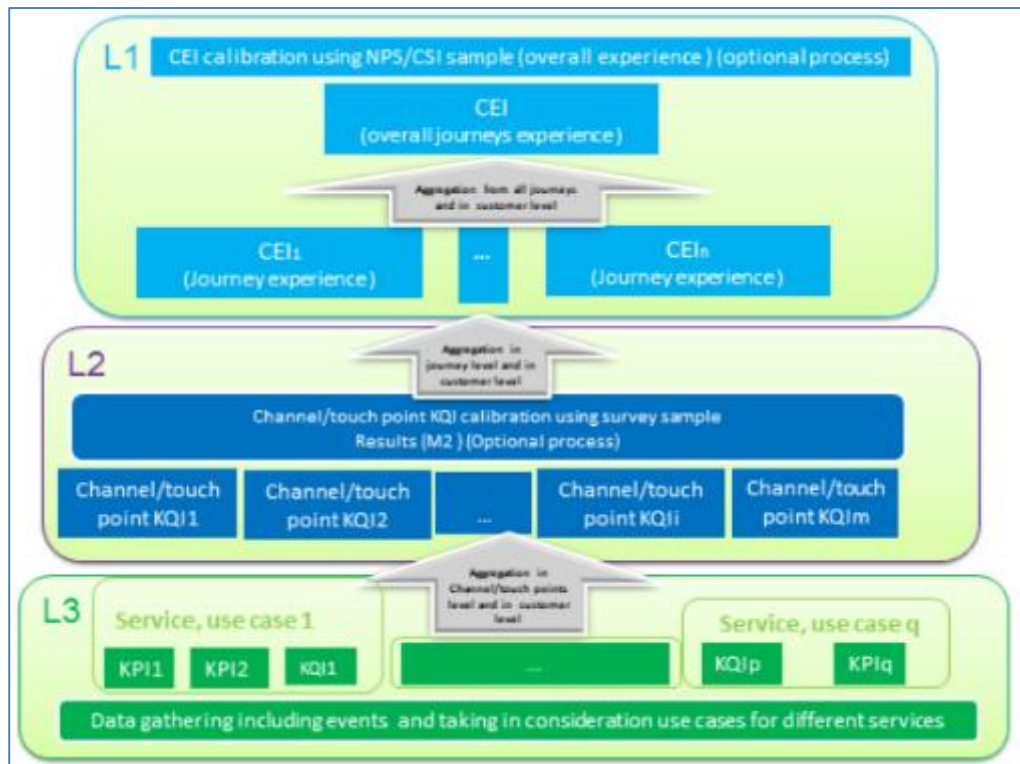 L1
CEI calibration using NPS/CSI sample (overall experience ) (optional process)
CEI
(overall journeys experience)
Aggregation from all journeys
and in customer level
CEI₁
(Journey experience)
...
CEIₙ
(Journey experience)
Aggregation in
journey level and in
customer level
L2
Channel/touch point KQI calibration using survey sample
Results (M2 ) (Optional process)
Channel/touch
point KQI1
Channel/touch
point KQI2
...
Channel/touch
point KQIi
Channel/touch
point KQIm
Aggregation in
Channel/touch points
level and in customer
level
L3
Service, use case 1
KPI1
KPI2
KQI1
...
Service, use case q
KQIp
KPIq
Data gathering including events and taking in consideration use cases for different services